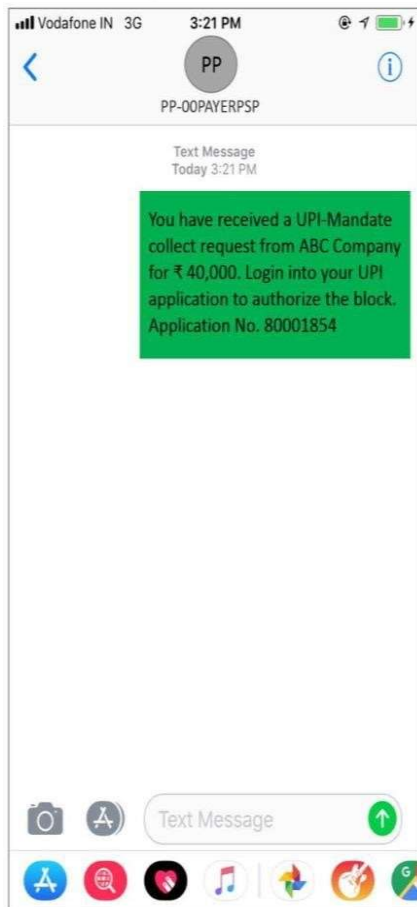 Vodafone IN 3G 3:21 PM
PP
PP-OOPAYERPSP
Text Message
Today 3:21 PM
You have received a UPI-Mandate
collect request from ABC Company
for ₹ 40,000. Login into your UPI
application to authorize the block.
Application No. 80001854
Text Message
G